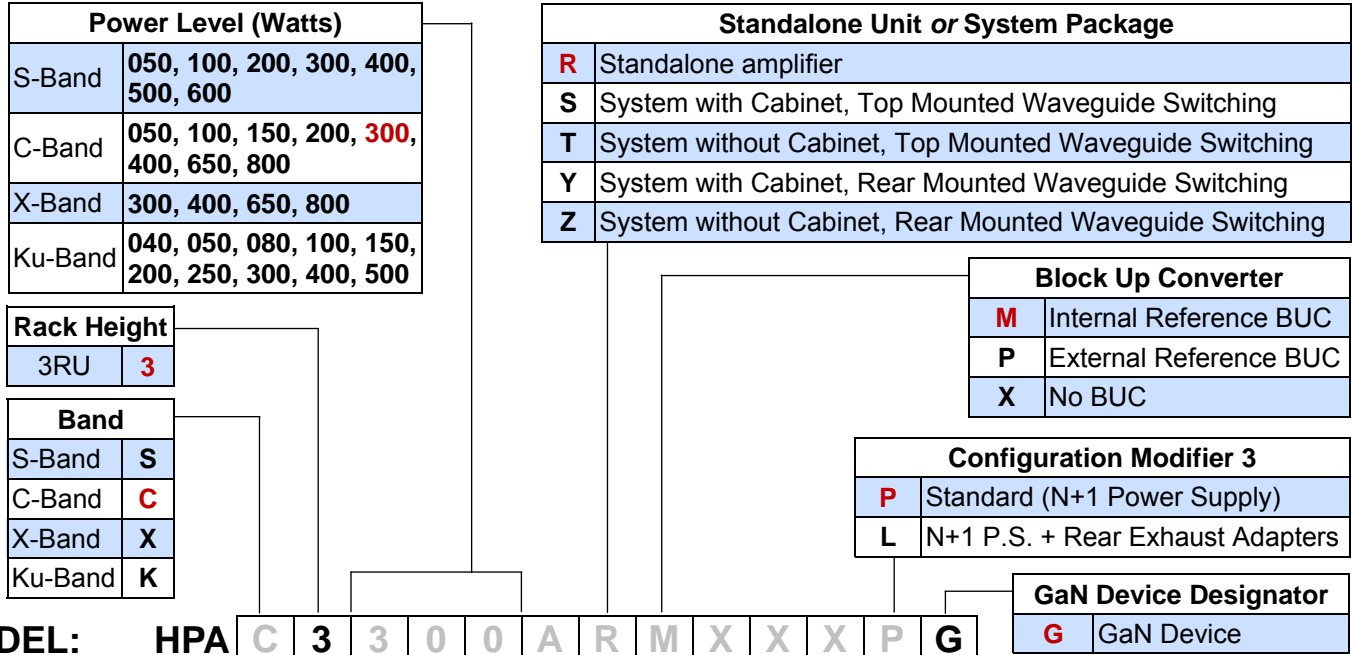 Power Level (Watts)
S-Band 050, 100, 200, 300, 400,
500, 600
C-Band 050, 100, 150, 200, 300,
400, 650, 800
X-Band 300, 400, 650, 800
Ku-Band 040, 050, 080, 100, 150,
200, 250, 300, 400, 500
Standalone Unit or System Package
R Standalone amplifier
S System with Cabinet, Top Mounted Waveguide Switching
T System without Cabinet, Top Mounted Waveguide Switching
Y System with Cabinet, Rear Mounted Waveguide Switching
Z System without Cabinet, Rear Mounted Waveguide Switching
Rack Height
3RU 3
Block Up Converter
M Internal Reference BUC
P External Reference BUC
X No BUC
Band
S-Band S
C-Band C
X-Band X
Ku-Band K
Configuration Modifier 3
P Standard (N+1 Power Supply)
L N+1 P.S. + Rear Exhaust Adapters
GaN Device Designator
G GaN Device
DEL: HPA C 3 3 0 0 A R M X X X P G